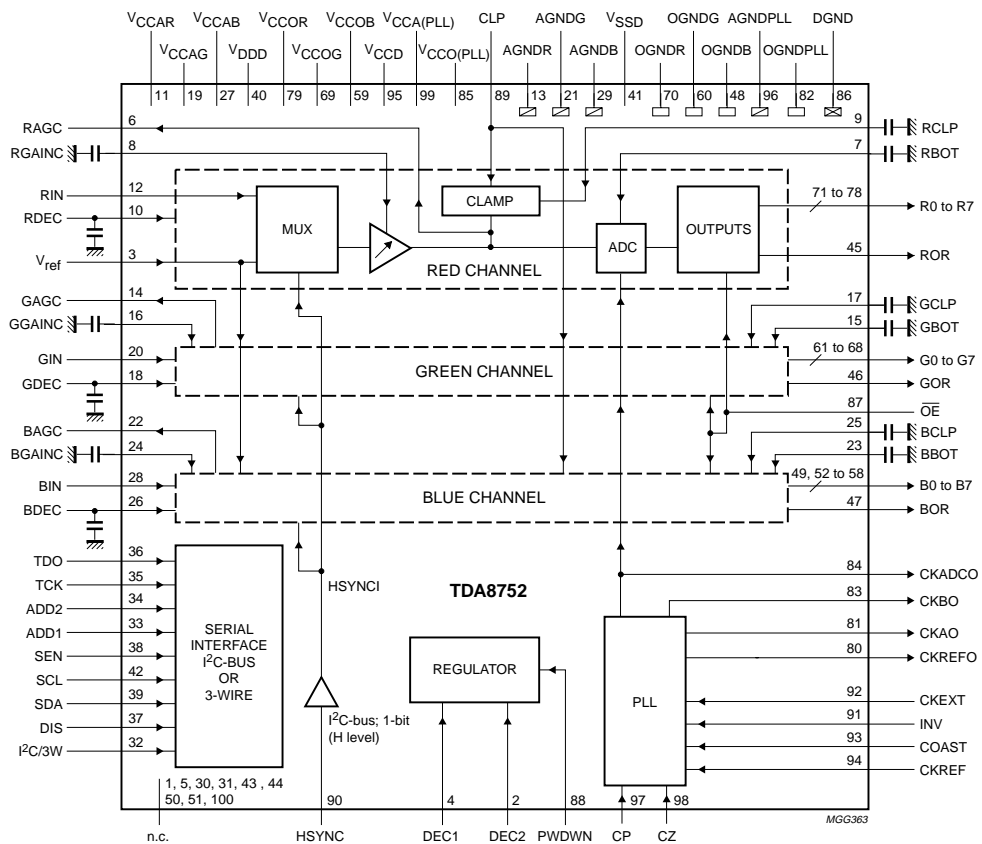 VCCAR VCCAB VCCOR VCCOB VCCA(PLL) CLP AGNDG VSSD OGNDG AGNDPLL DGND
VCCAG VDDD VCCOG VCCD VCCO(PLL) AGNDR AGNDB OGNDR OGNDB OGNDPLL
11 19 27 40 79 69 59 95 99 85 89 13 21 29 41 70 60 48 96 82 86
RAGC 6 9 RCLP
RGAINC 8 7 RBOT
RIN 12 71 to 78 R0 to R7
RDEC 10
MUX CLAMP ADC OUTPUTS
Vref 3 45 ROR
RED CHANNEL
GAGC 14 17 GCLP
GGAINC 16 15 GBOT
GIN 20 61 to 68 G0 to G7
GREEN CHANNEL
GDEC 18 46 GOR
87 OE
BAGC 22 25 BCLP
BGAINC 24 23 BBOT
BIN 28 49, 52 to 58 B0 to B7
BLUE CHANNEL
BDEC 26 47 BOR
TDO 36 84 CKADCO
HSYNCI TDA8752
TCK 35 83 CKBO
ADD2 34
ADD1 33 81 CKAO
SEN 38 80 CKREFO
SCL 42 92 CKEXT
SDA 39 91 INV
DIS 37 93 COAST
I2C/3W 32 94 CKREF
SERIAL
INTERFACE
I2C-BUS
OR
3-WIRE
REGULATOR
PLL
I2C-bus; 1-bit
(H level)
1, 5, 30, 31, 43 , 44
50, 51, 100
90 4 2 88 97 98
MGG363
n.c. HSYNC DEC1 DEC2 PWDWN CP CZ